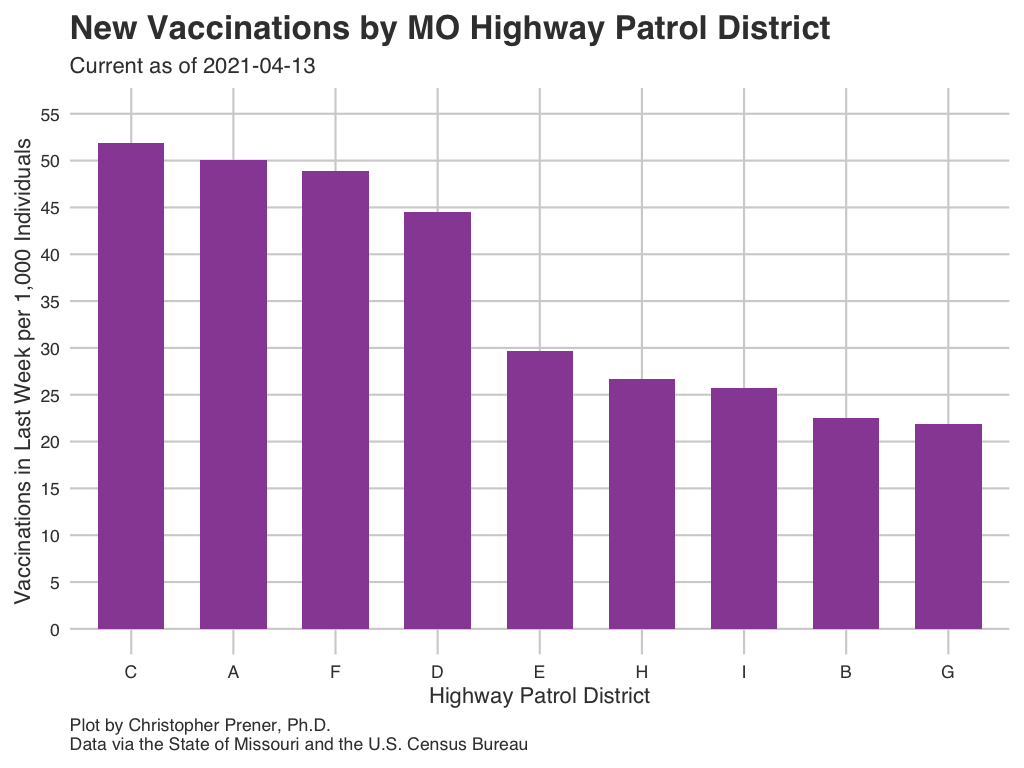 New Vaccinations by MO Highway Patrol District
Current as of 2021-04-13
Vaccinations in Last Week per 1,000 Individuals
55
50
45
40
35
30
25
20
15
10
5
0
C A F D E H I B G
Highway Patrol District
Plot by Christopher Prener, Ph.D.
Data via the State of Missouri and the U.S. Census Bureau